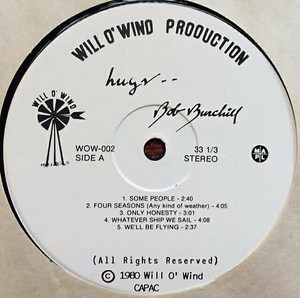 WILL O' WIND PRODUCTION
hugs--
WILL O' WIND
Bob Burchill
WOW-002
SIDE A
33 1/3
STEREO
MAPL
1. SOME PEOPLE - 2:40
2. FOUR SEASONS (Any kind of weather) - 4:05
3. ONLY HONESTY - 3:01
4. WHATEVER SHIP WE SAIL - 4:25
5. WE'LL BE FLYING - 2:37
(All Rights Reserved)
© 1980 Will O' Wind
CAPAC